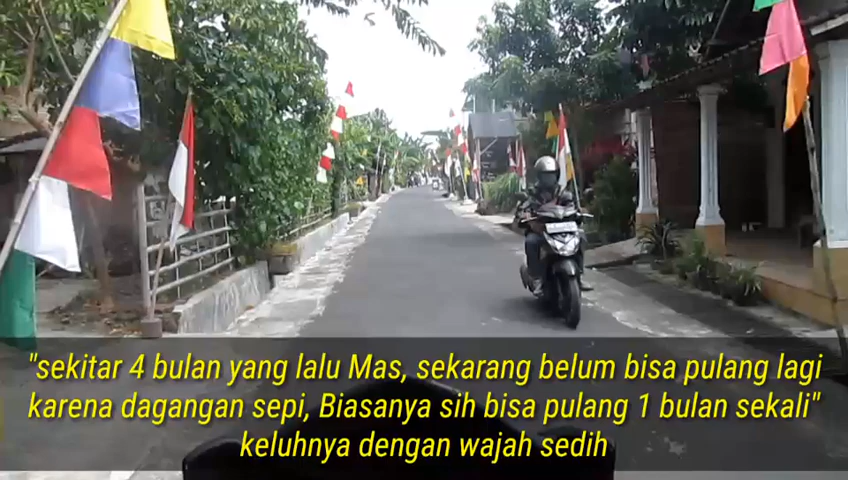 "sekitar 4 bulan yang lalu Mas, sekarang belum bisa pulang lagi
karena dagangan sepi, Biasanya sih bisa pulang 1 bulan sekali"
keluhnya dengan wajah sedih